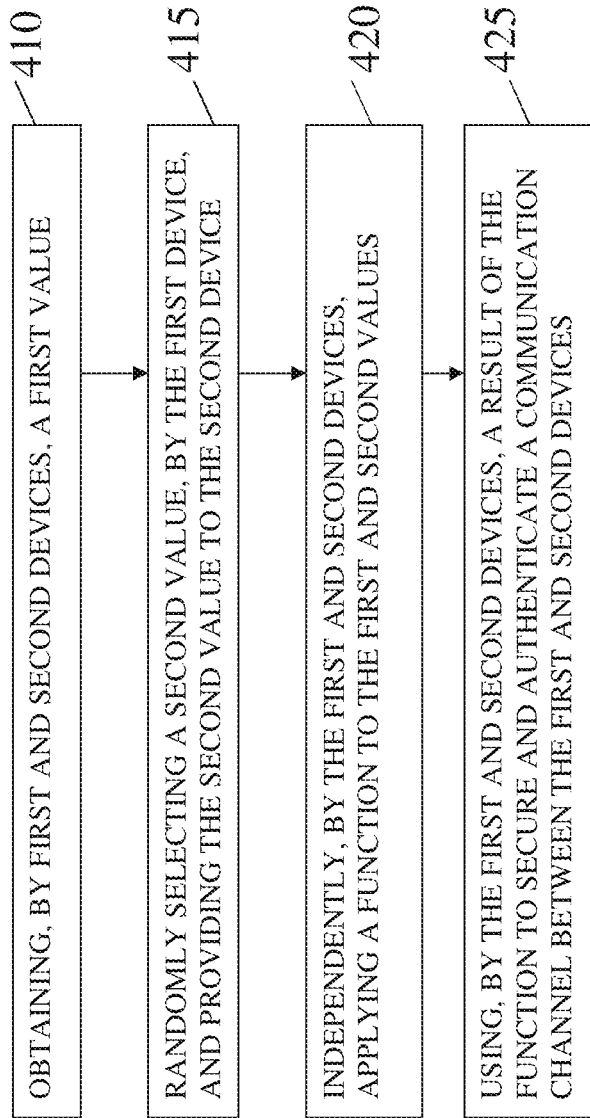 OBTAINING, BY FIRST AND SECOND DEVICES, A FIRST VALUE
410
RANDOMLY SELECTING A SECOND VALUE, BY THE FIRST DEVICE,
AND PROVIDING THE SECOND VALUE TO THE SECOND DEVICE
415
INDEPENDENTLY, BY THE FIRST AND SECOND DEVICES,
APPLYING A FUNCTION TO THE FIRST AND SECOND VALUES
420
USING, BY THE FIRST AND SECOND DEVICES, A RESULT OF THE
FUNCTION TO SECURE AND AUTHENTICATE A COMMUNICATION
CHANNEL BETWEEN THE FIRST AND SECOND DEVICES
425